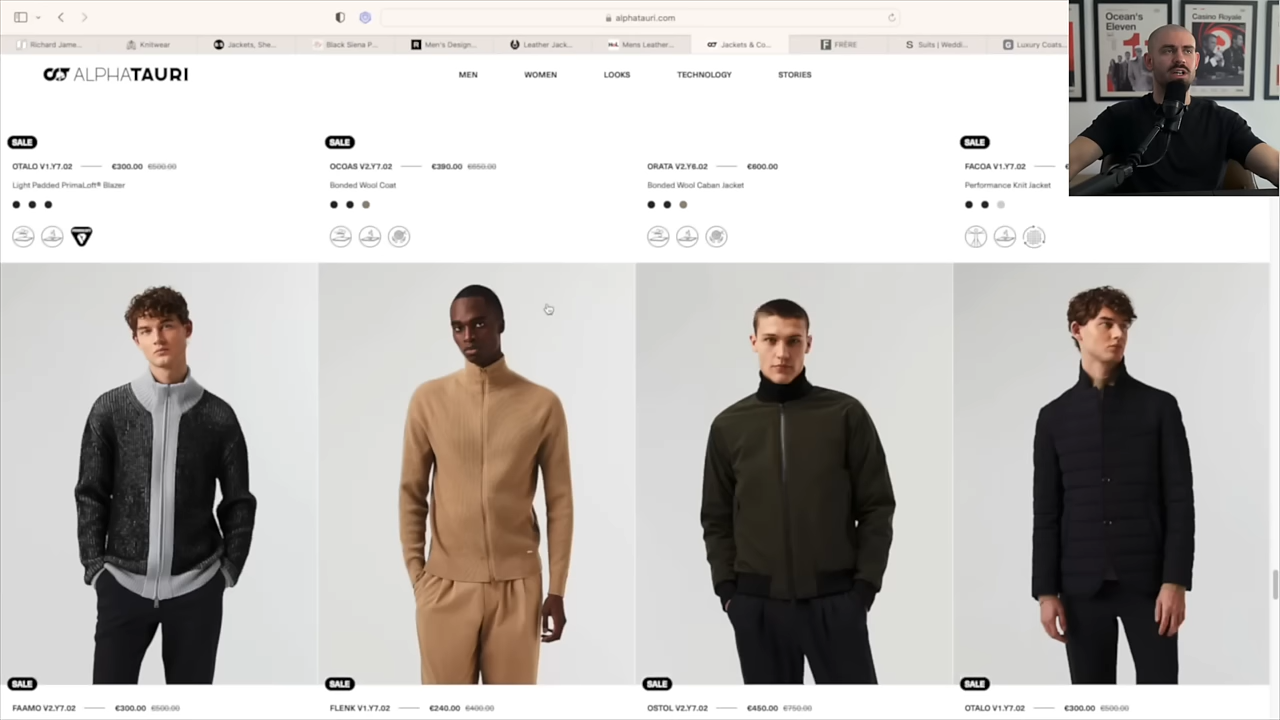 alphatauri.com
Richard Jame...
Knitwear
Jackets, She...
Black Siena P...
Men's Design...
Leather Jack...
Mens Leather...
Jackets & Co...
FRÈRE
Suits | Weddi...
Luxury Coats...
Ocean's
Eleven
Casino Royale
ALPHATAURI
MEN
WOMEN
LOOKS
TECHNOLOGY
STORIES
SALE
SALE
SALE
OTALO V1.Y7.02 €300.00 €500.00
OCOAS V2.Y7.02 €390.00 €650.00
ORATA V2.Y6.02 €600.00
FACOA V1.Y7.02
Light Padded PrimaLoft® Blazer
Bonded Wool Coat
Bonded Wool Caban Jacket
Performance Knit Jacket
SALE
SALE
SALE
SALE
FAAMO V2.Y7.02 €300.00 €500.00
FLENK V1.Y7.02 €240.00 €400.00
OSTOL V2.Y7.02 €450.00 €750.00
OTALO V1.Y7.02 €300.00 €500.00